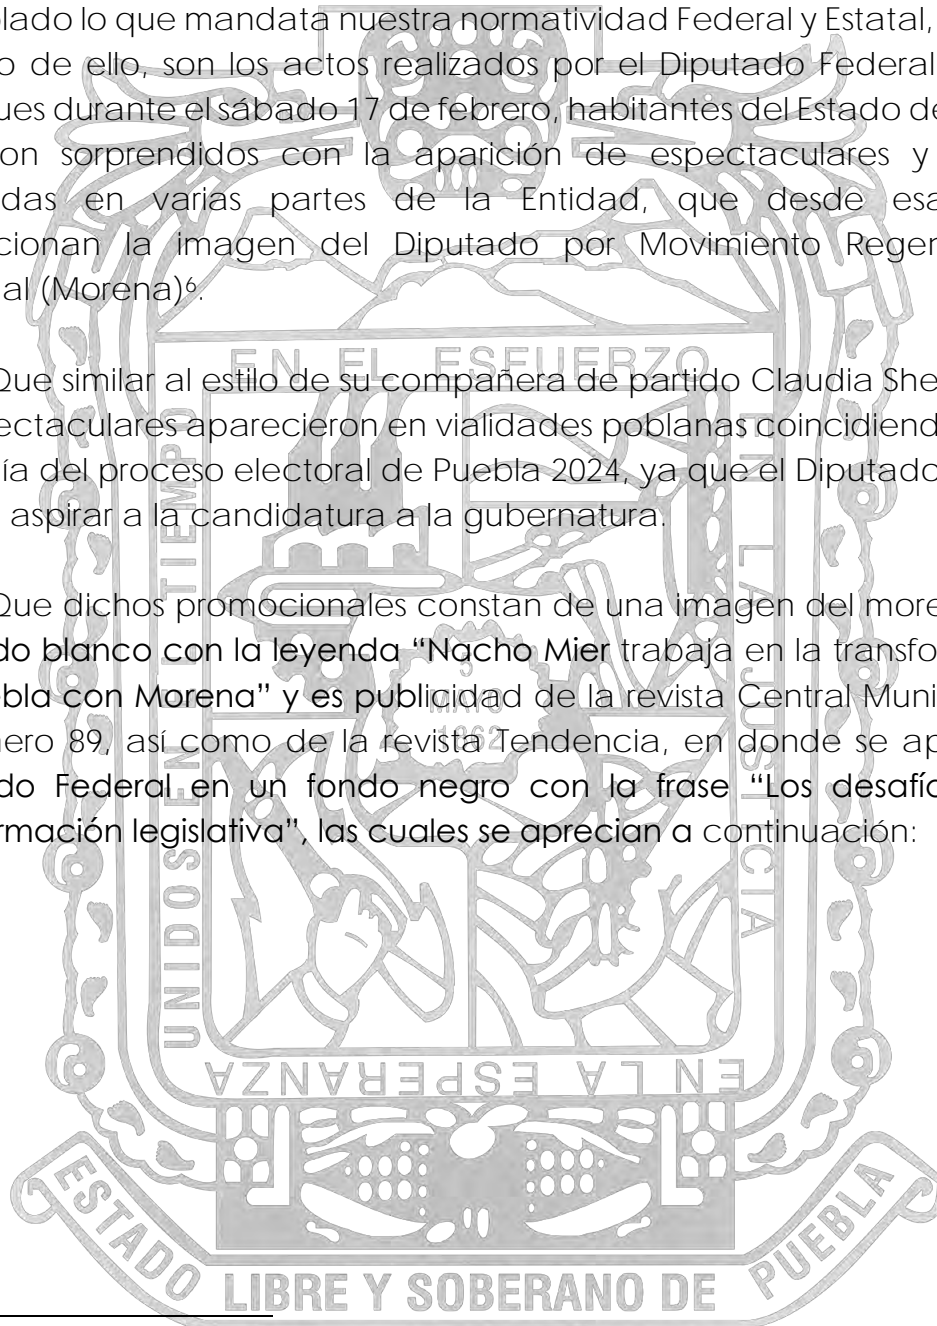 lado lo que mandata nuestra normatividad Federal y Estatal,
o de ello, son los actos realizados por el Diputado Federal
ues durante el sábado 17 de febrero, habitantes del Estado de
on sorprendidos con la aparición de espectaculares y
das en varias partes de la Entidad, que desde esa
cionan la imagen del Diputado por Movimiento Reger
al (Morena)6.
Que similar al estilo de su compañera de partido Claudia She
ectaculares aparecieron en vialidades poblanas coincidiend
ía del proceso electoral de Puebla 2024, ya que el Diputado
aspirar a la candidatura a la gubernatura.
Que dichos promocionales constan de una imagen del more
do blanco con la leyenda “Nacho Mier trabaja en la transfo
ebla con Morena” y es publicidad de la revista Central Muni
nero 89, así como de la revista Tendencia, en donde se ap
do Federal en un fondo negro con la frase “Los desafíc
rmación legislativa”, las cuales se aprecian a continuación:
UNIDOS EN EL TIEMPO
EN EL ESFUERZO
EN LA JUSTICIA
EN LA ESPERANZA
5
MAYO
1862
ESTADO LIBRE Y SOBERANO DE PUEBLA